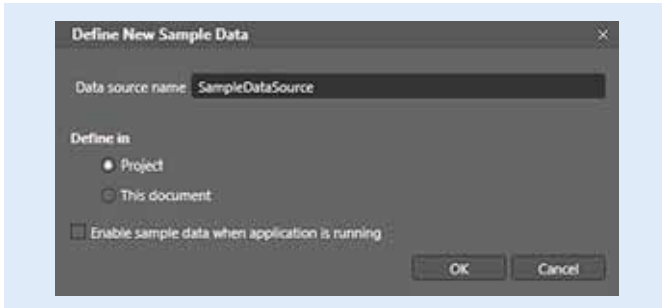 Define New Sample Data
Data source name SampleDataSource
Define in
Project
This document
Enable sample data when application is running
OK Cancel